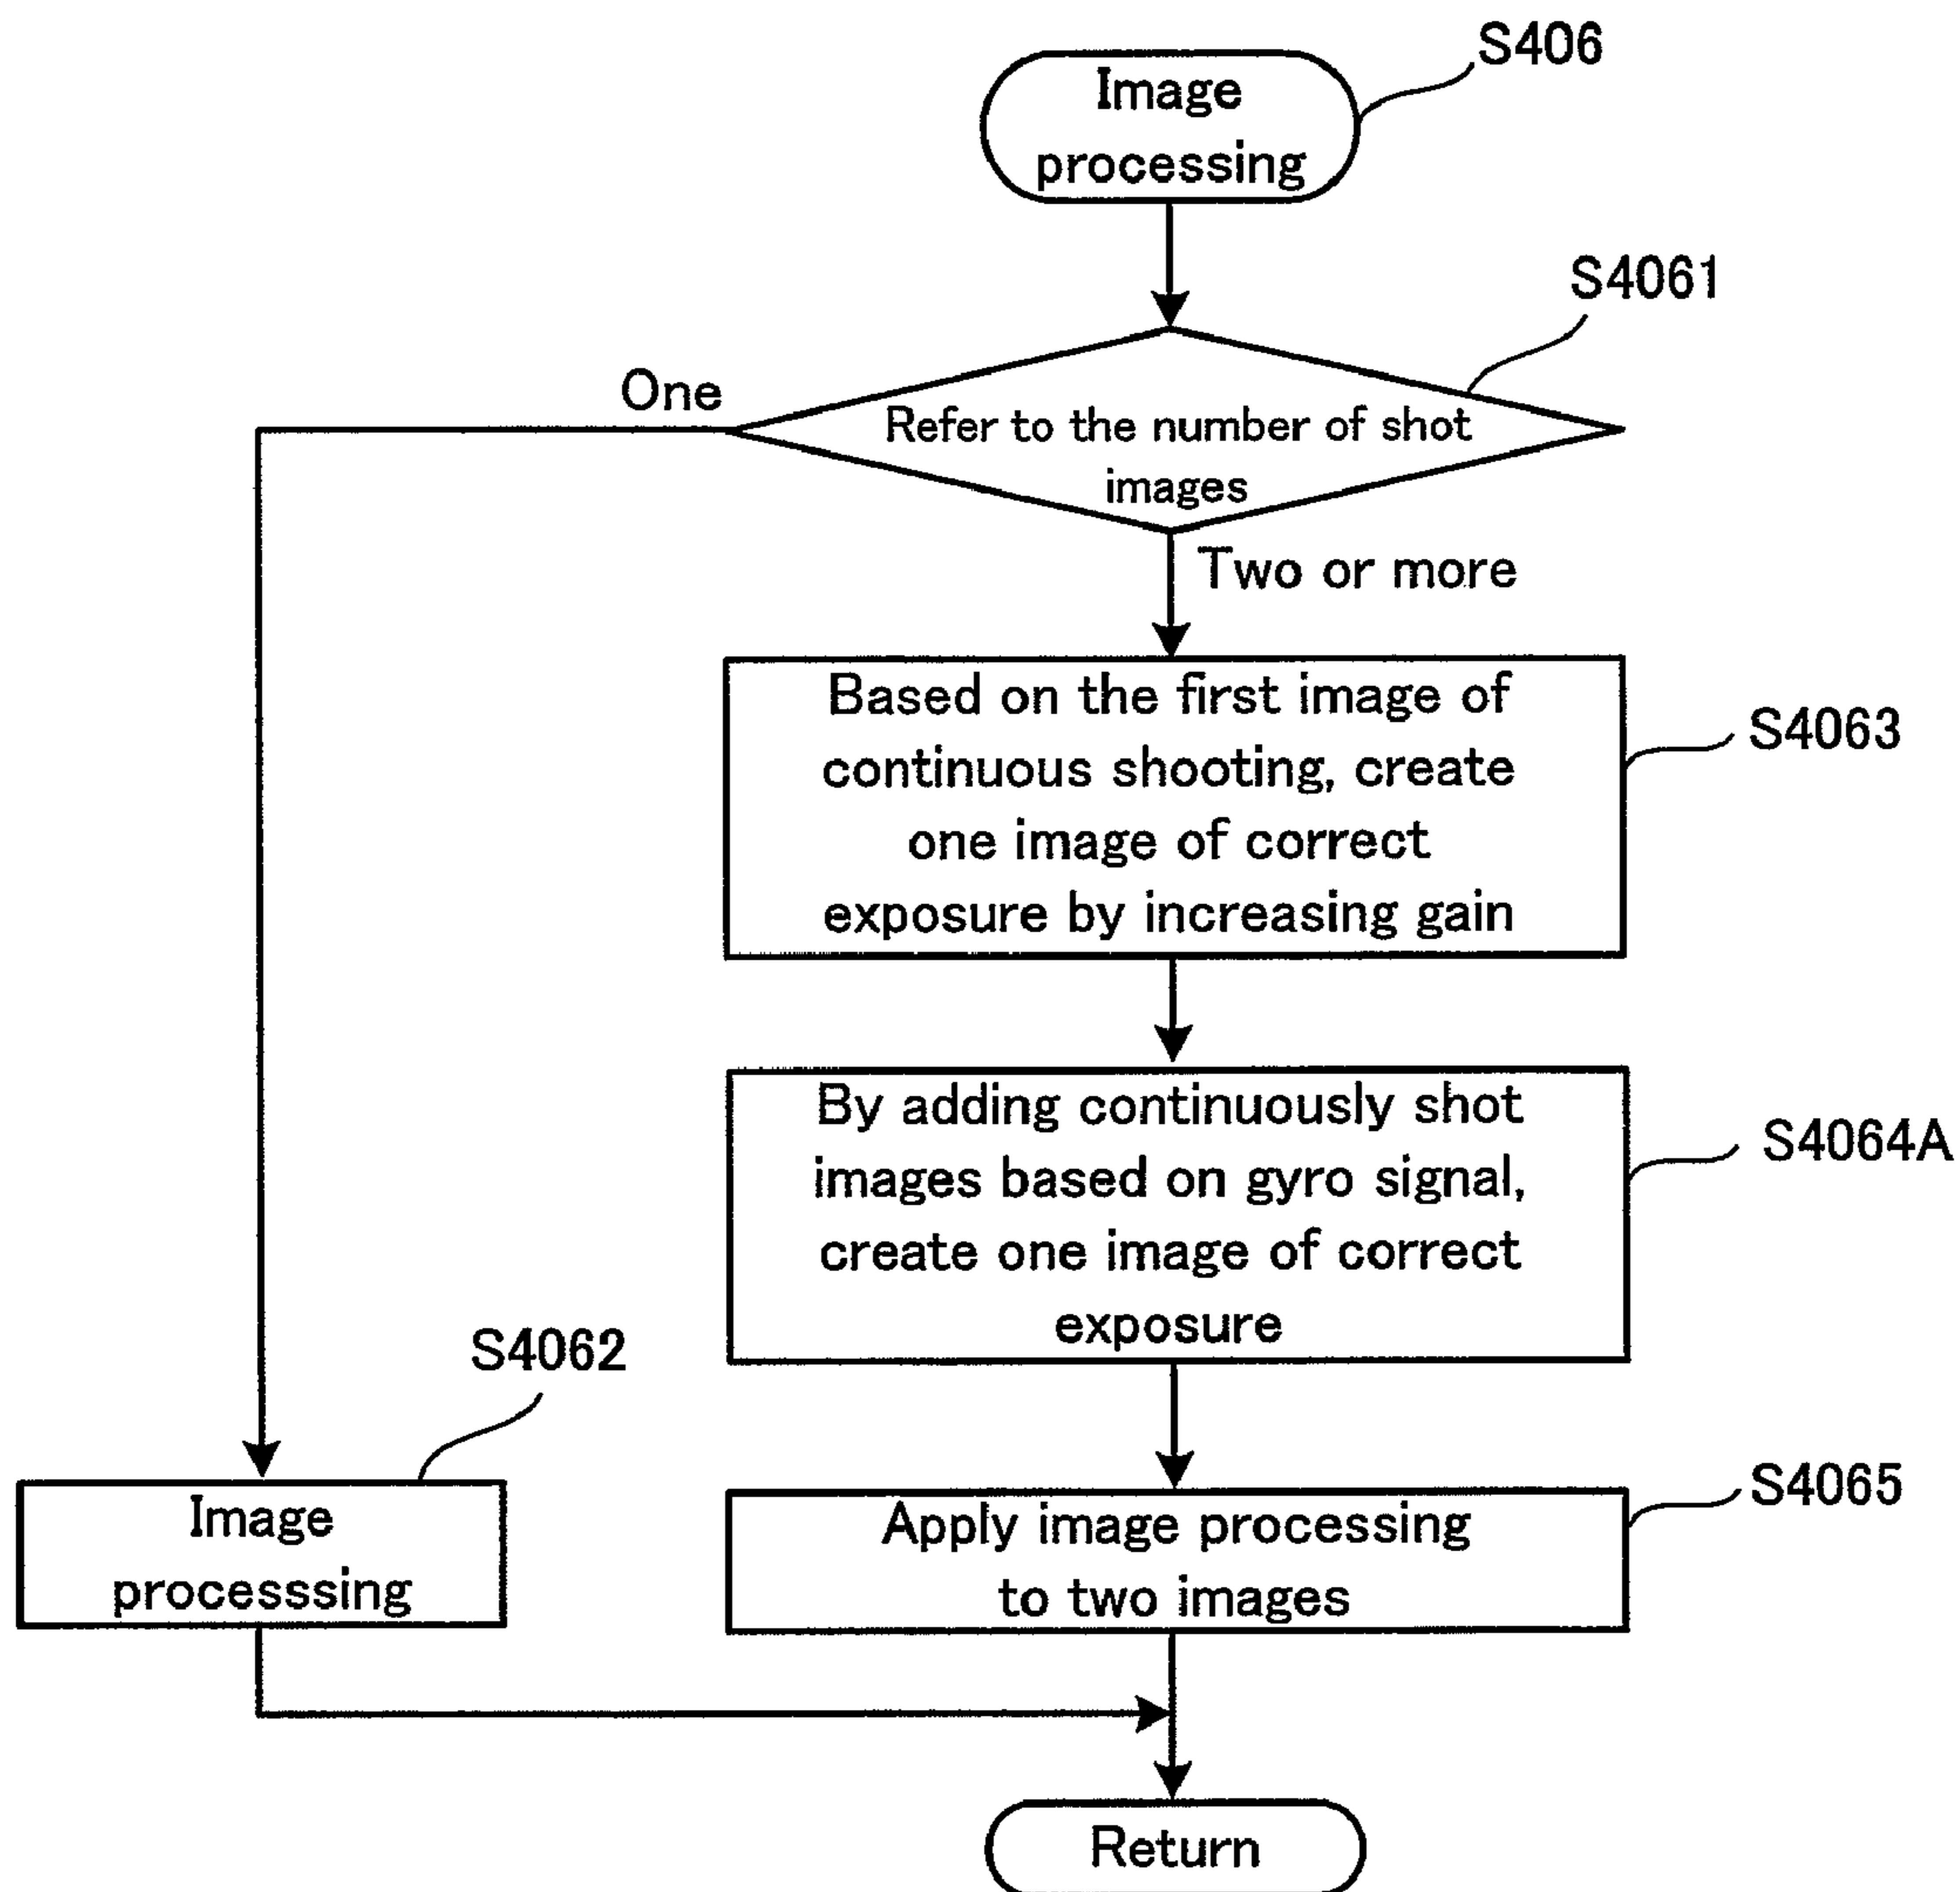 S406
Image
processing
S4061
One
Refer to the number of shot
images
Two or more
Based on the first image of
continuous shooting, create
one image of correct
exposure by increasing gain
S4063
By adding continuously shot
images based on gyro signal,
create one image of correct
exposure
S4064A
S4062
Image
processsing
Apply image processing
to two images
S4065
Return